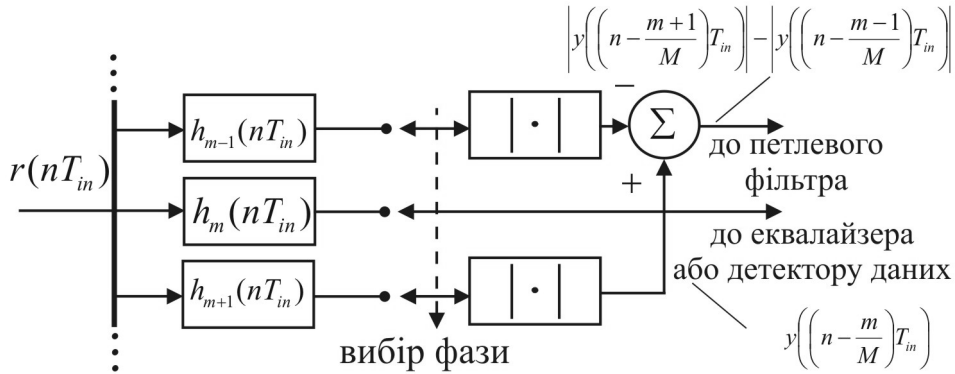 |y((n − (m+1)/M)T_in)| − |y((n − (m−1)/M)T_in)|
h_{m−1}(nT_in)
| · |
−
Σ
r(nT_in)
до петлевого
фільтра
+
h_m(nT_in)
до еквалайзера
або детектору даних
h_{m+1}(nT_in)
| · |
вибір фази
y((n − m/M)T_in)